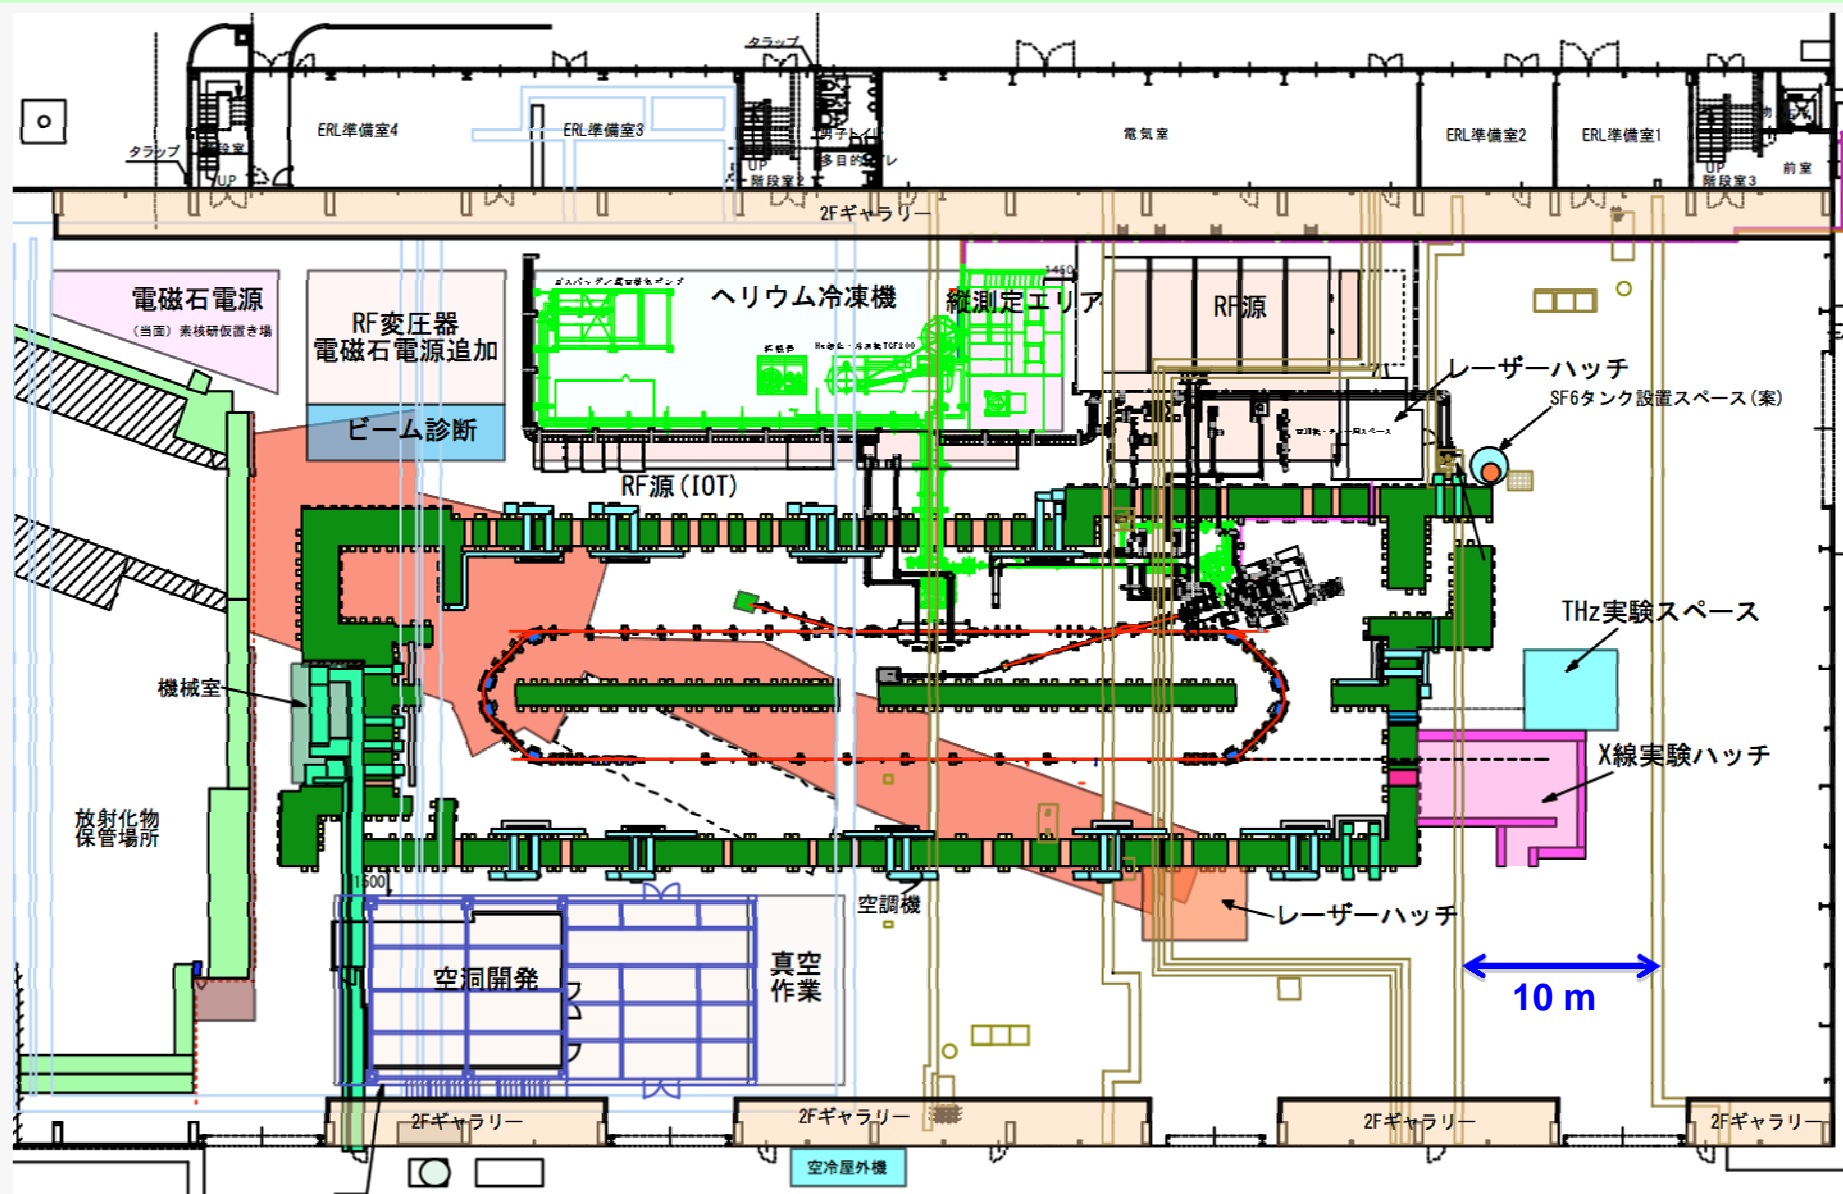 タラップ
ERL準備室4
ERL準備室3
電気室
ERL準備室2
ERL準備室1
タラップ
階段室
UP
UP
階段室2
男子トイレ
多目的トイレ
UP
階段室3
前室
2Fギャラリー
電磁石電源
(当面) 素核研仮置き場
RF変圧器
電磁石電源追加
ビーム診断
ヘリウム冷凍機
縦測定エリア
1450
RF源
レーザーハッチ
SF6タンク設置スペース(案)
RF源(IOT)
THz実験スペース
機械室
X線実験ハッチ
放射化物
保管場所
1500
空調機
レーザーハッチ
空洞開発
真空
作業
10 m
2Fギャラリー
2Fギャラリー
2Fギャラリー
2Fギャラリー
空冷屋外機